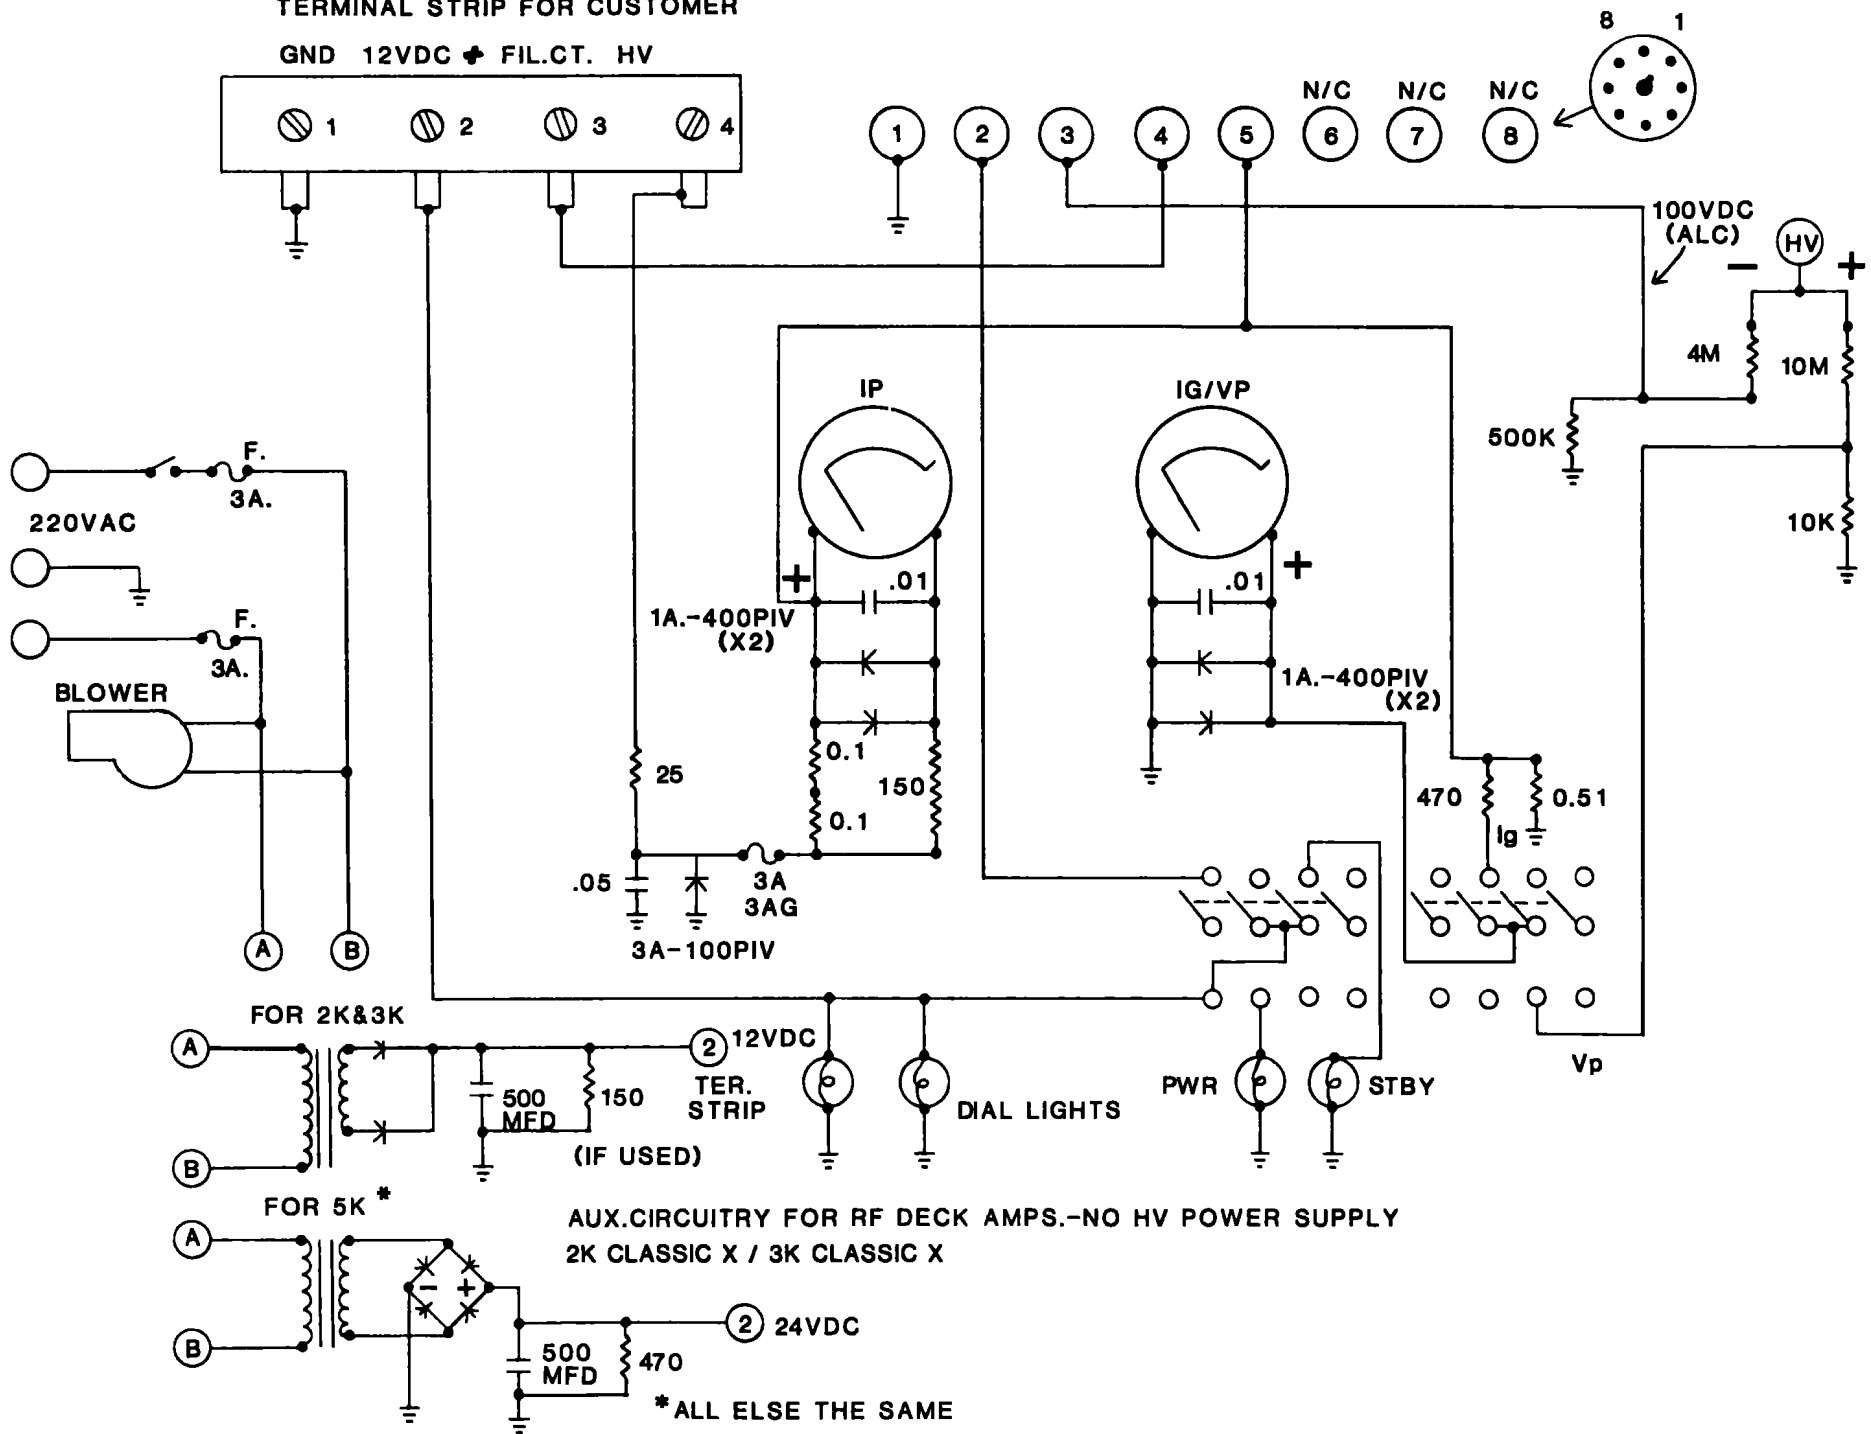 TERMINAL STRIP FOR CUSTOMER
GND 12VDC + FIL.CT. HV
1 2 3 4
1 2 3 4 5 6 7 8
N/C N/C N/C
8 1
100VDC
(ALC)
HV
− +
4M
10M
500K
10K
IP
IG/VP
F.
3A.
220VAC
F.
3A.
BLOWER
+ .01
1A.-400PIV
(X2)
.01 +
1A.-400PIV
(X2)
0.1
0.1
150
25
.05
3A
3AG
3A-100PIV
470
0.51
Ig
A B
FOR 2K&3K
A
B
500
MFD
150
2 12VDC
TER.
STRIP
(IF USED)
DIAL LIGHTS
PWR
STBY
Vp
FOR 5K *
A
B
− +
500
MFD
470
2 24VDC
*ALL ELSE THE SAME
AUX.CIRCUITRY FOR RF DECK AMPS.-NO HV POWER SUPPLY
2K CLASSIC X / 3K CLASSIC X